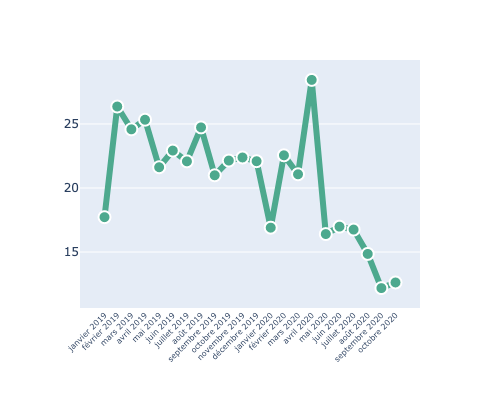 25
20
15
janvier 2019
février 2019
mars 2019
avril 2019
mai 2019
juin 2019
juillet 2019
août 2019
septembre 2019
octobre 2019
novembre 2019
décembre 2019
janvier 2020
février 2020
mars 2020
avril 2020
mai 2020
juin 2020
juillet 2020
août 2020
septembre 2020
octobre 2020